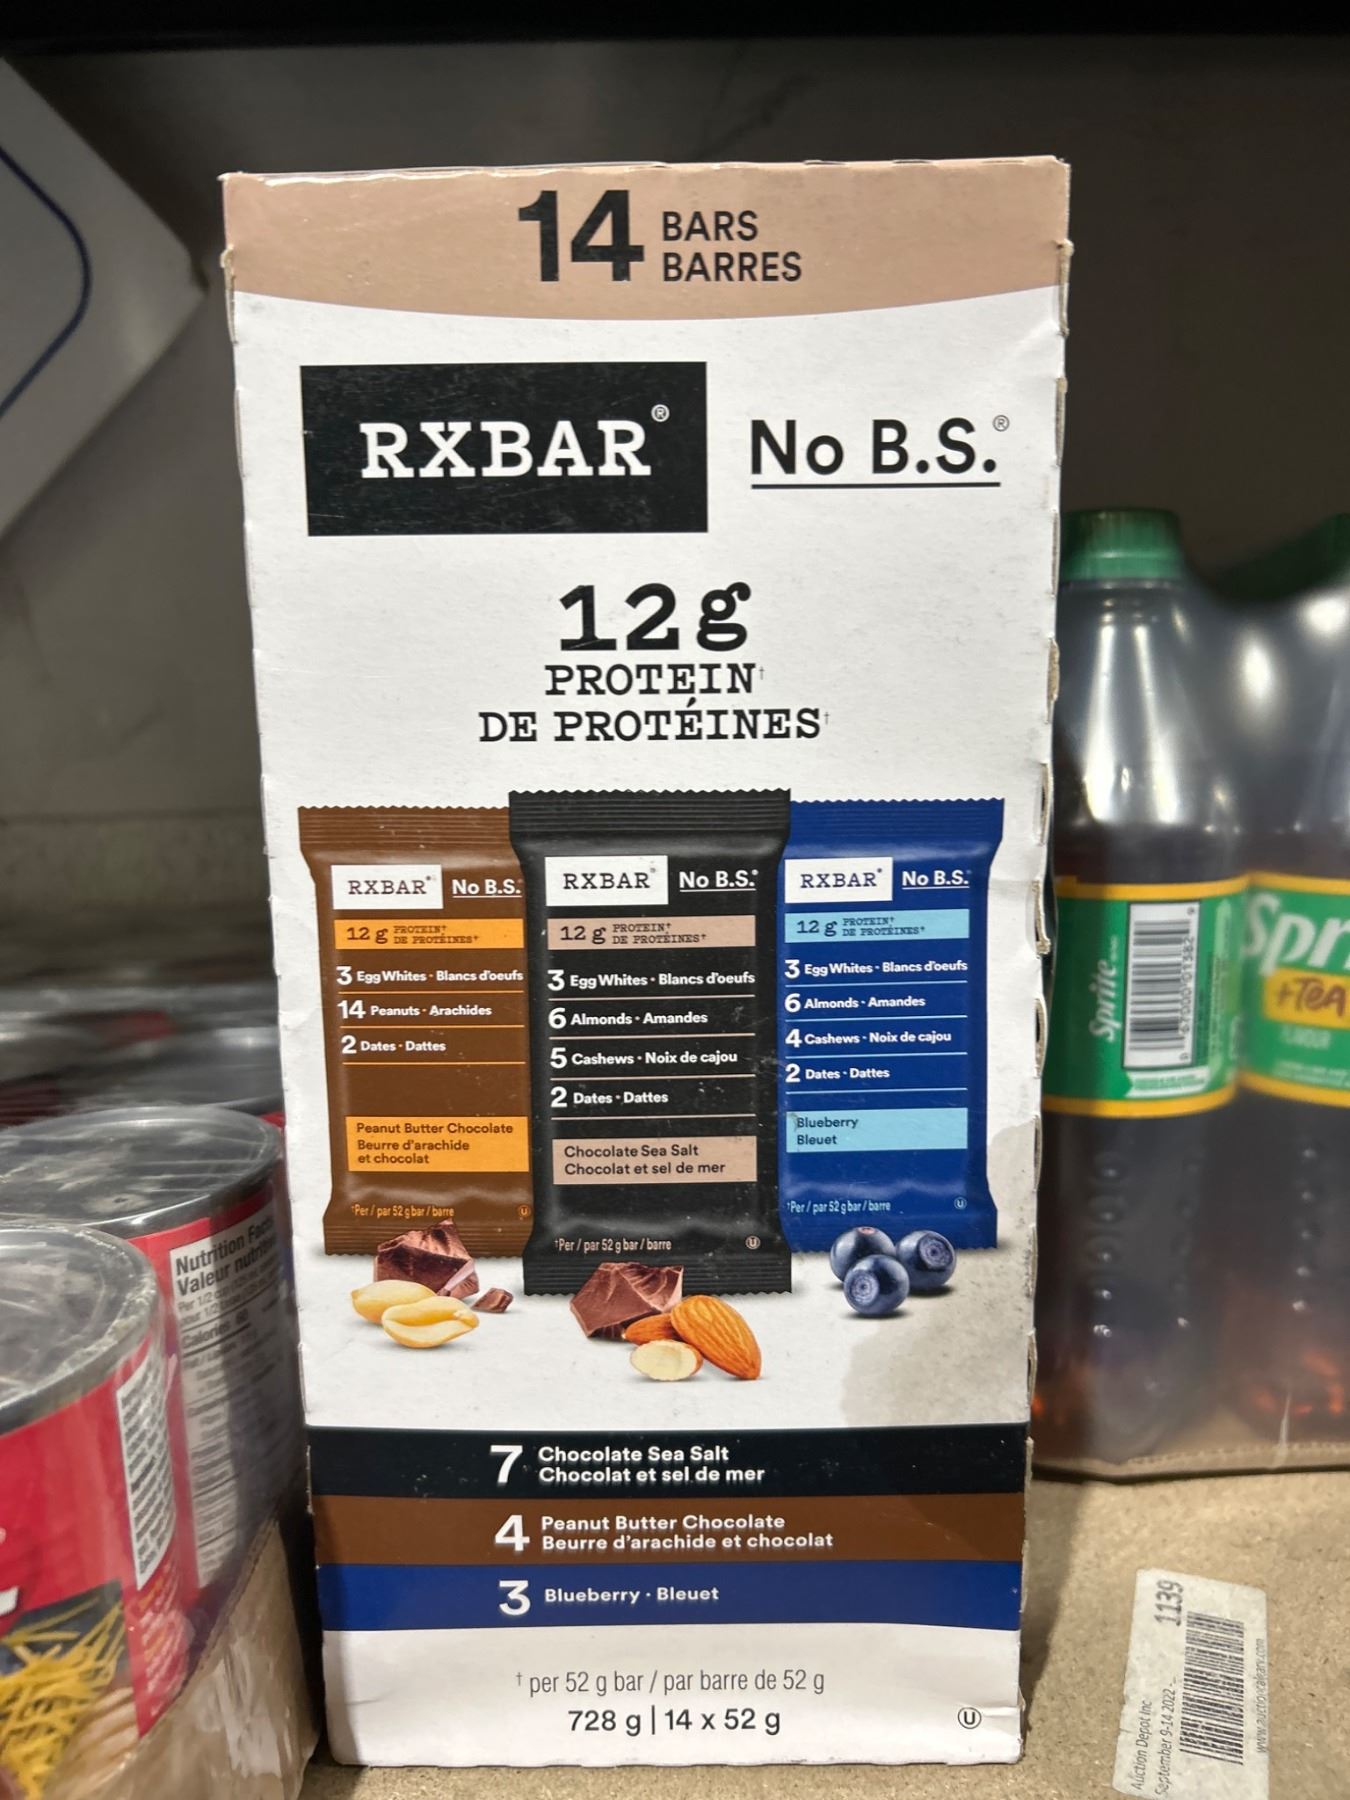 14 BARS
BARRES
RXBAR® No B.S.®
12g
PROTEIN†
DE PROTÉINES†
RXBAR® No B.S.
12 g PROTEIN†
DE PROTÉINES†
3 Egg Whites • Blancs d'oeufs
14 Peanuts • Arachides
2 Dates • Dattes
Peanut Butter Chocolate
Beurre d'arachide
et chocolat
†Per / par 52 g bar / barre
U
RXBAR® No B.S.®
12 g PROTEIN†
DE PROTÉINES†
3 Egg Whites • Blancs d'oeufs
6 Almonds • Amandes
5 Cashews • Noix de cajou
2 Dates • Dattes
Chocolate Sea Salt
Chocolat et sel de mer
†Per / par 52 g bar / barre
U
RXBAR® No B.S.®
12 g PROTEIN†
DE PROTÉINES†
3 Egg Whites • Blancs d'oeufs
6 Almonds • Amandes
4 Cashews • Noix de cajou
2 Dates • Dattes
Blueberry
Bleuet
†Per / par 52 g bar / barre
U
7 Chocolate Sea Salt
Chocolat et sel de mer
4 Peanut Butter Chocolate
Beurre d'arachide et chocolat
3 Blueberry • Bleuet
† per 52 g bar / par barre de 52 g
728 g | 14 x 52 g
U
Nutrition Facts
Valeur nutritive
Per 1/2
Calories 80
Sprite
Spr
+TEA
Auction Depot Inc
September 9-14 2022 -
1139